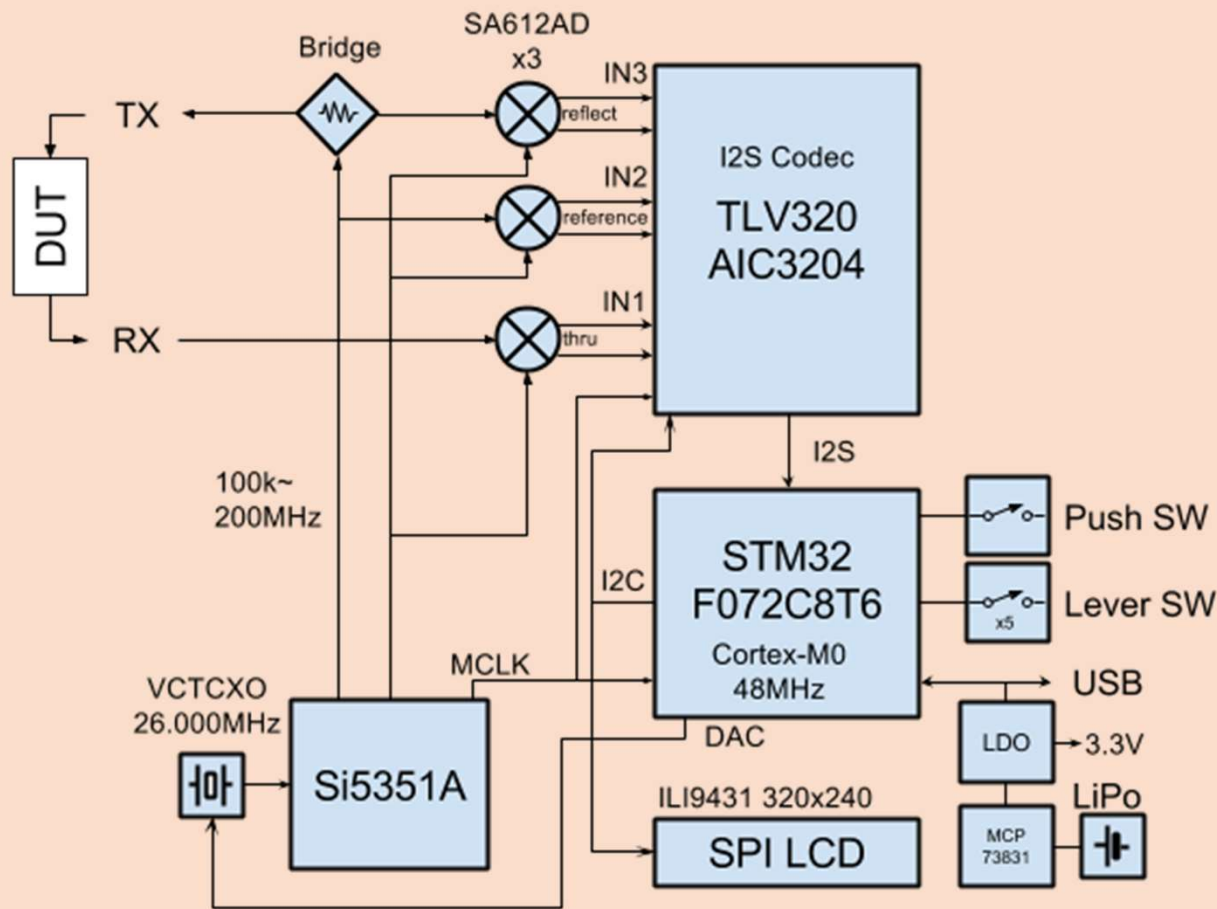 SA612AD
x3
Bridge
TX
DUT
RX
IN3
reflect
IN2
reference
IN1
thru
I2S Codec
TLV320
AIC3204
I2S
100k~
200MHz
STM32
F072C8T6
Cortex-M0
48MHz
I2C
MCLK
DAC
Push SW
Lever SW
x5
USB
LDO
3.3V
LiPo
MCP
73831
VCTCXO
26.000MHz
Si5351A
ILI9431 320x240
SPI LCD